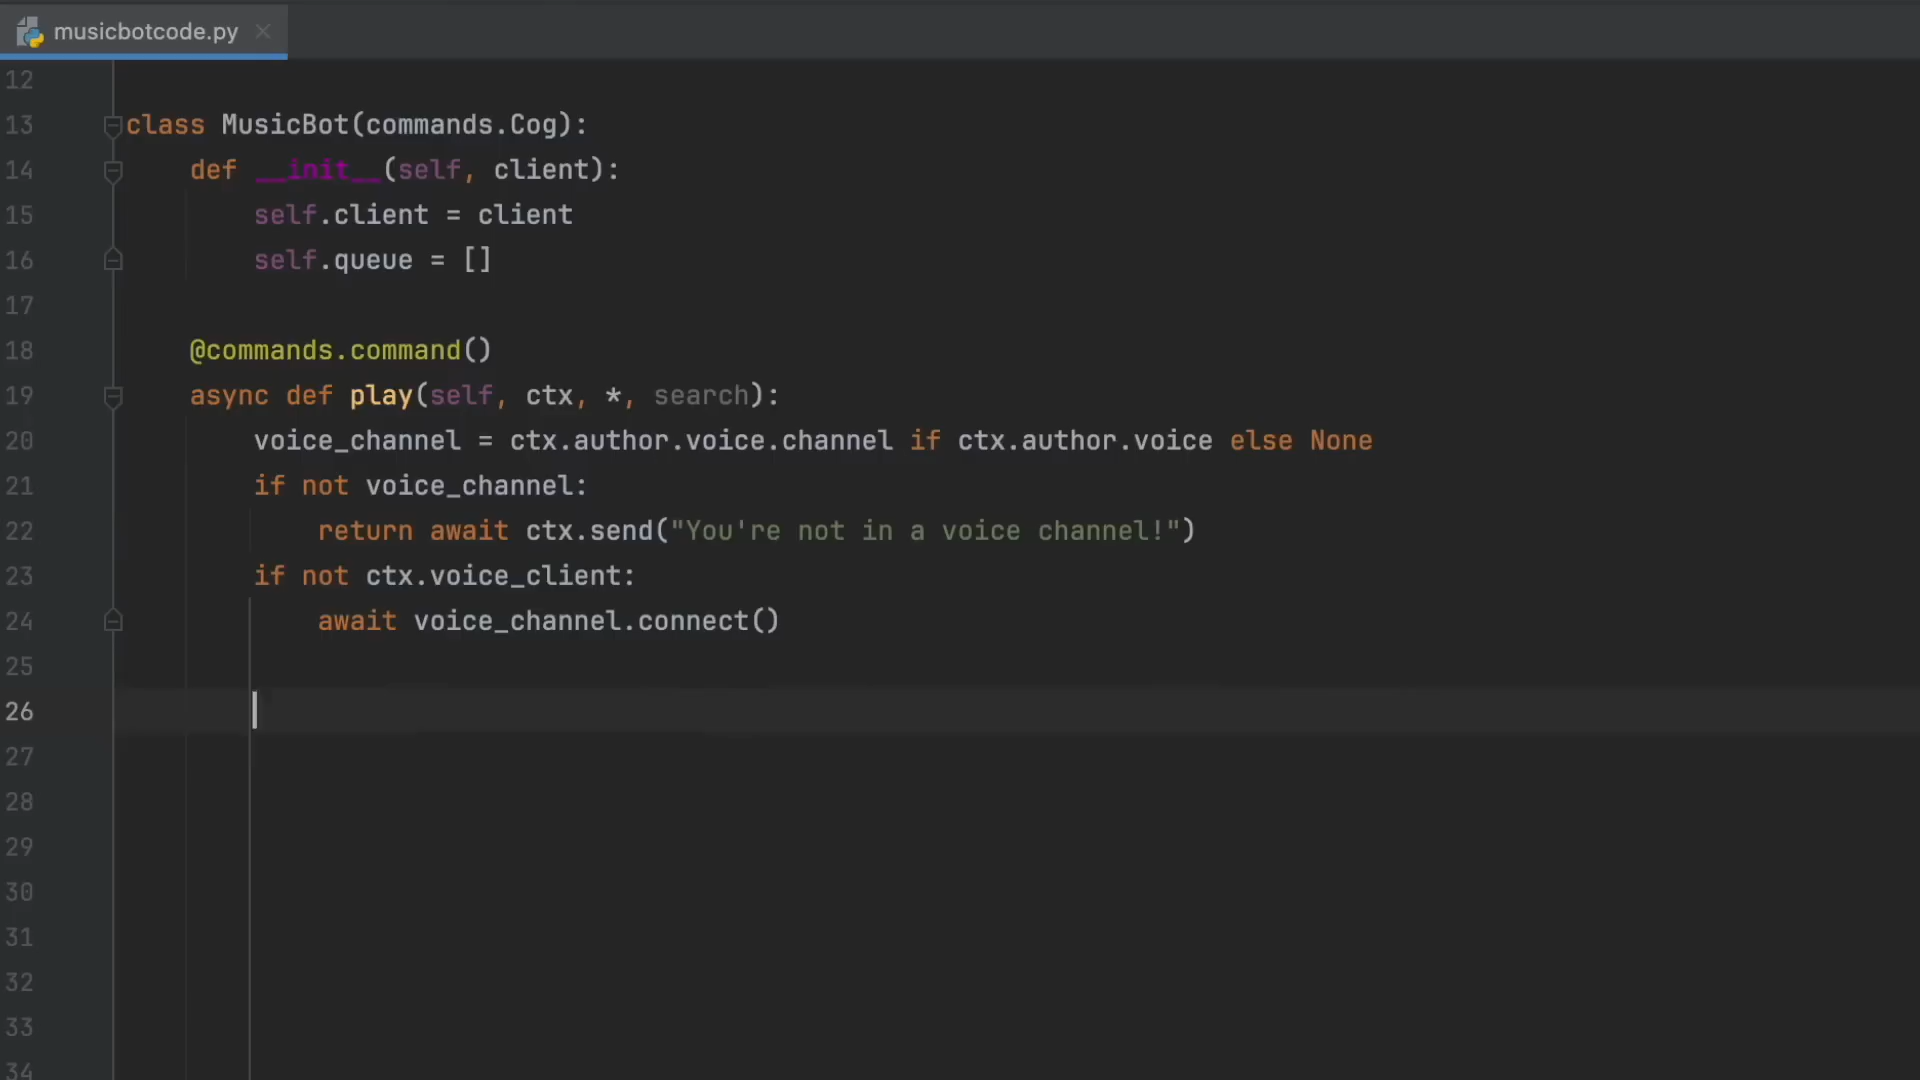 musicbotcode.py
12
13 class MusicBot(commands.Cog):
14 def __init__(self, client):
15 self.client = client
16 self.queue = []
17
18 @commands.command()
19 async def play(self, ctx, *, search):
20 voice_channel = ctx.author.voice.channel if ctx.author.voice else None
21 if not voice_channel:
22 return await ctx.send("You're not in a voice channel!")
23 if not ctx.voice_client:
24 await voice_channel.connect()
25
26
27
28
29
30
31
32
33
34